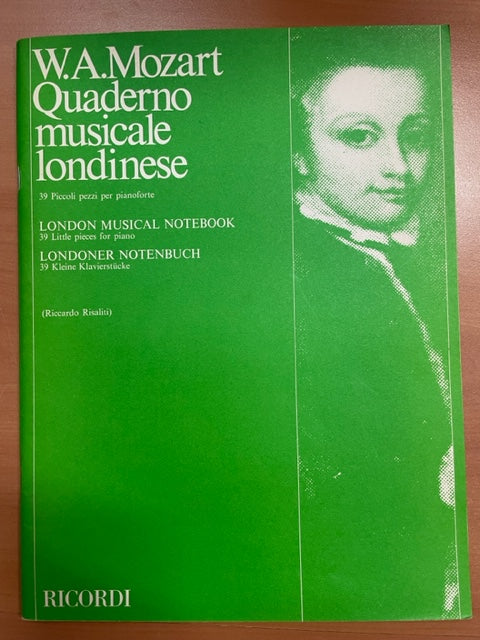 W.A.Mozart
Quaderno
musicale
londinese
39 Piccoli pezzi per pianoforte
LONDON MUSICAL NOTEBOOK
39 Little pieces for piano
LONDONER NOTENBUCH
39 Kleine Klavierstücke
(Riccardo Risaliti)
RICORDI